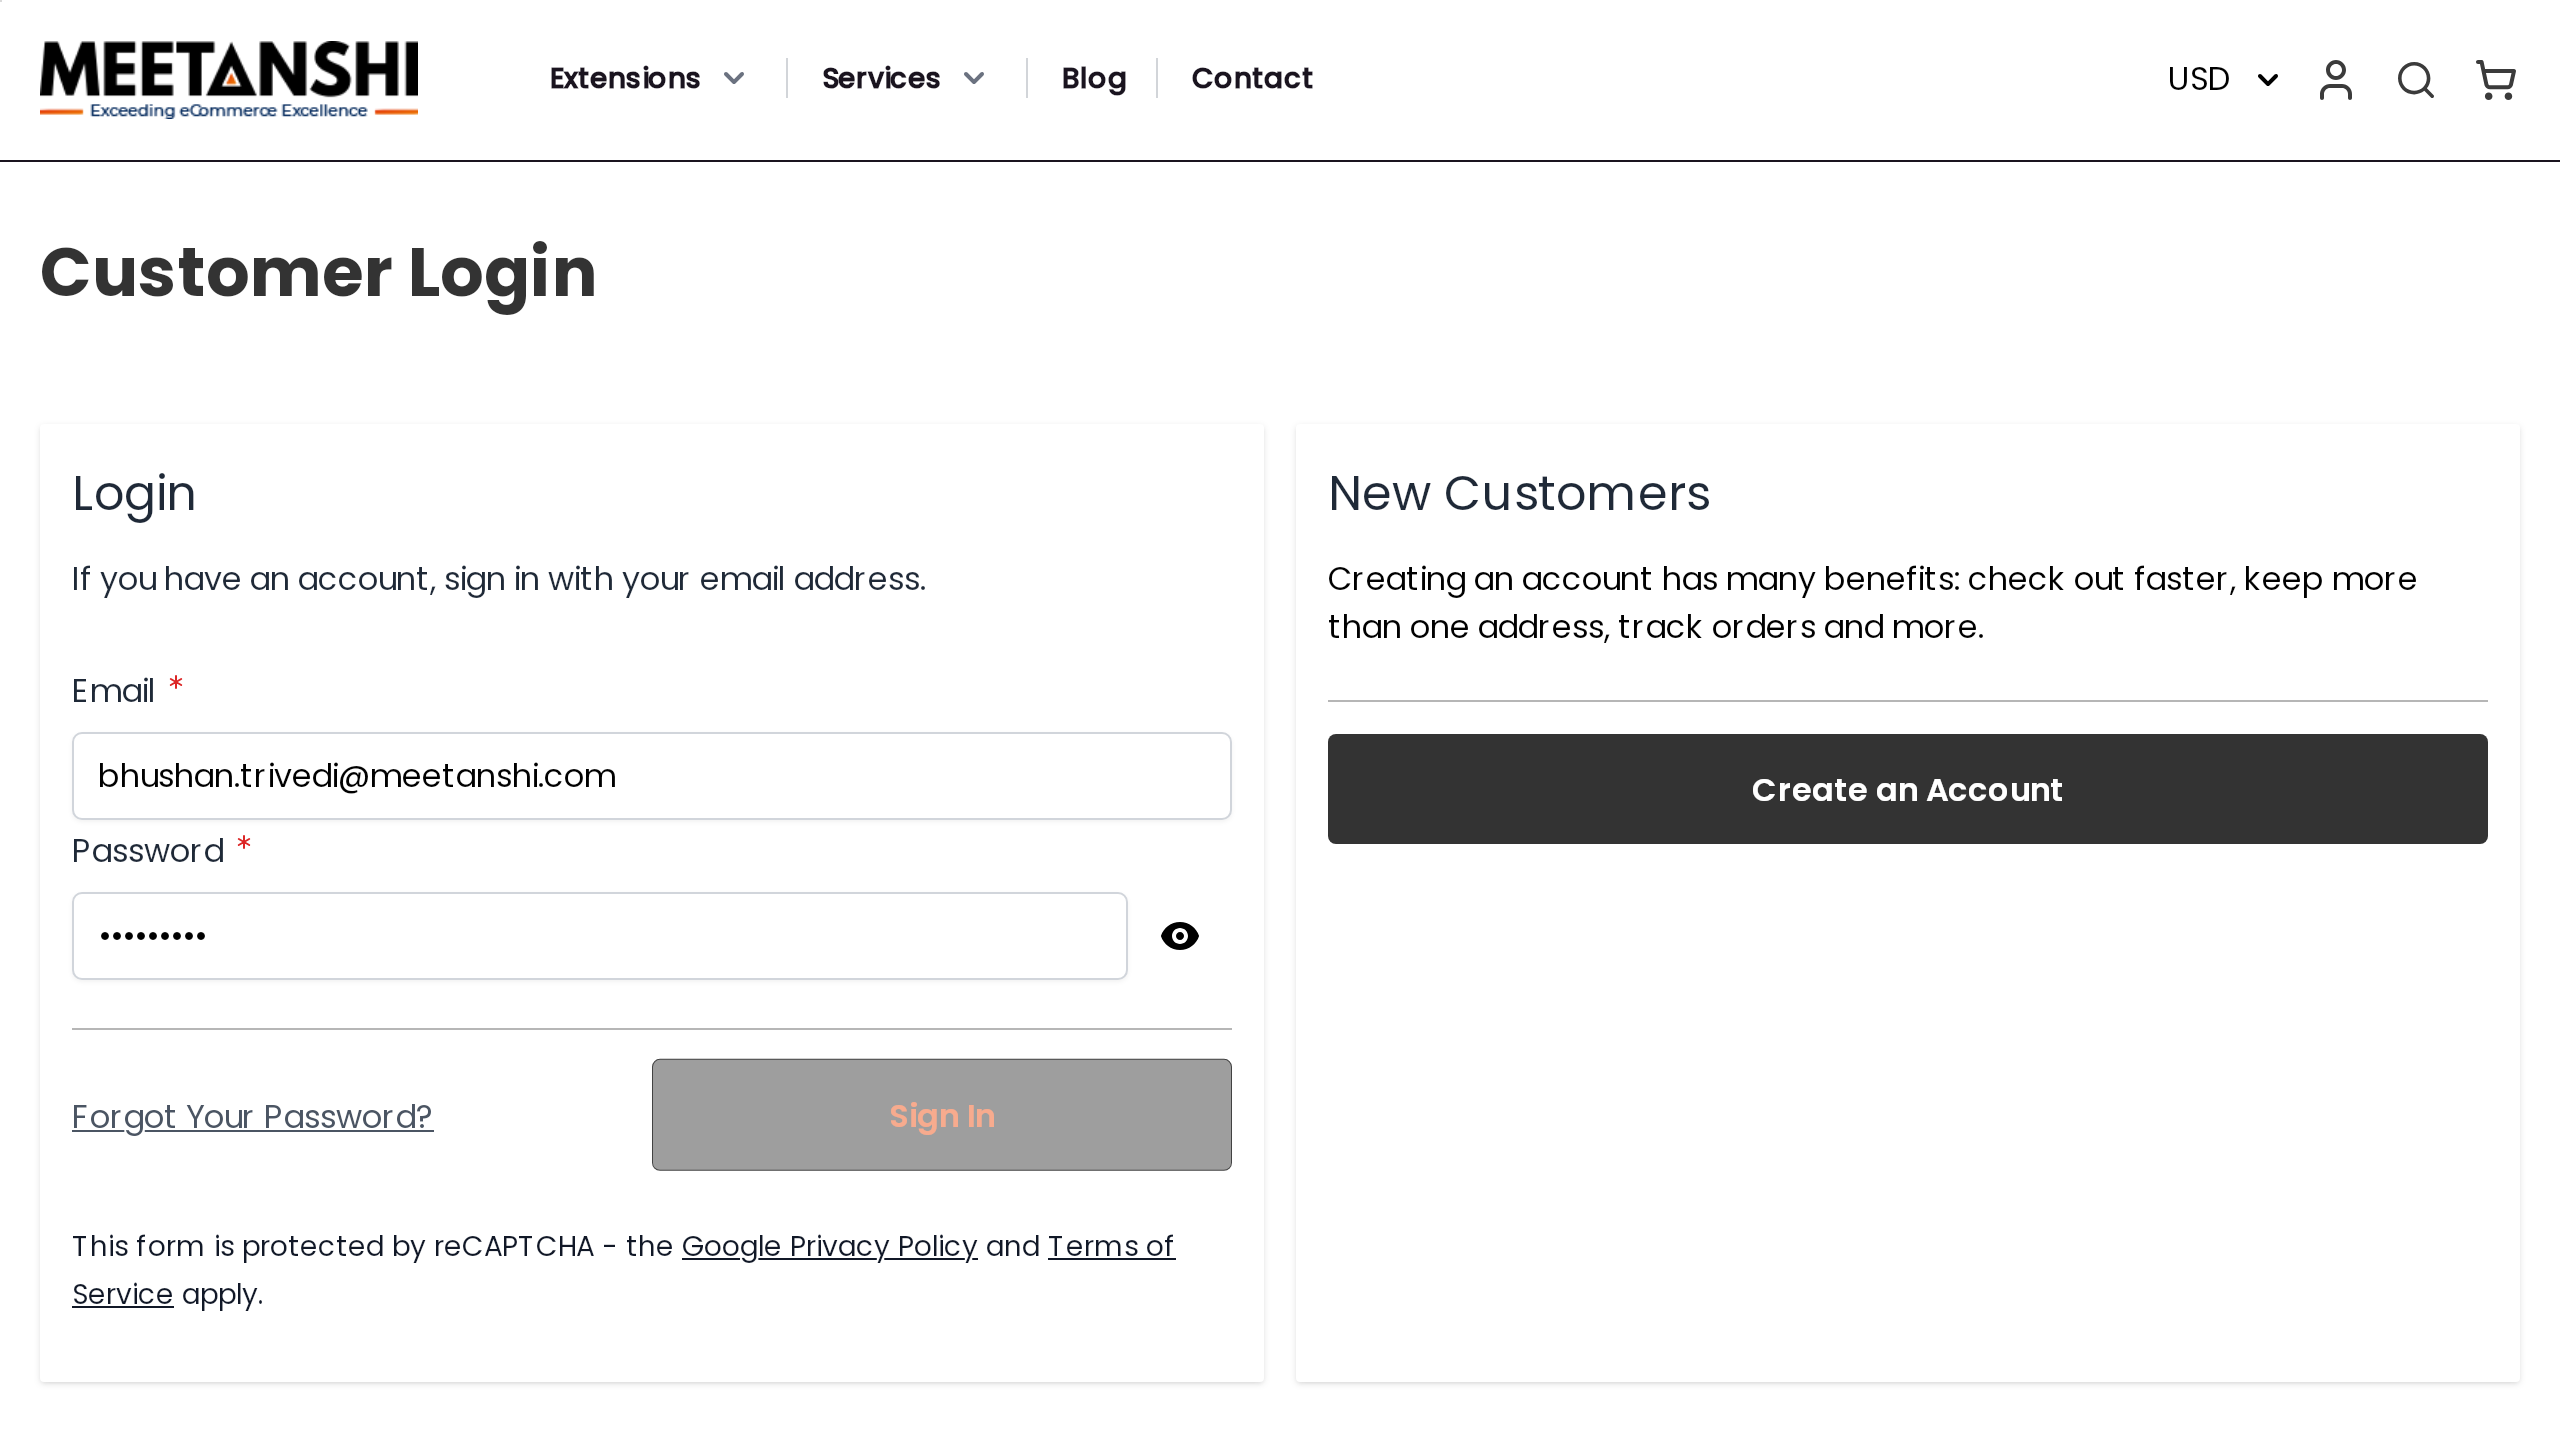 MEETANSHI
Exceeding eCommerce Excellence
Extensions
Services
Blog
Contact
USD
Customer Login
Login
If you have an account, sign in with your email address.
Email *
bhushan.trivedi@meetanshi.com
Password *
•••••••••
Forgot Your Password?
Sign In
This form is protected by reCAPTCHA - the Google Privacy Policy and Terms of
Service apply.
New Customers
Creating an account has many benefits: check out faster, keep more
than one address, track orders and more.
Create an Account